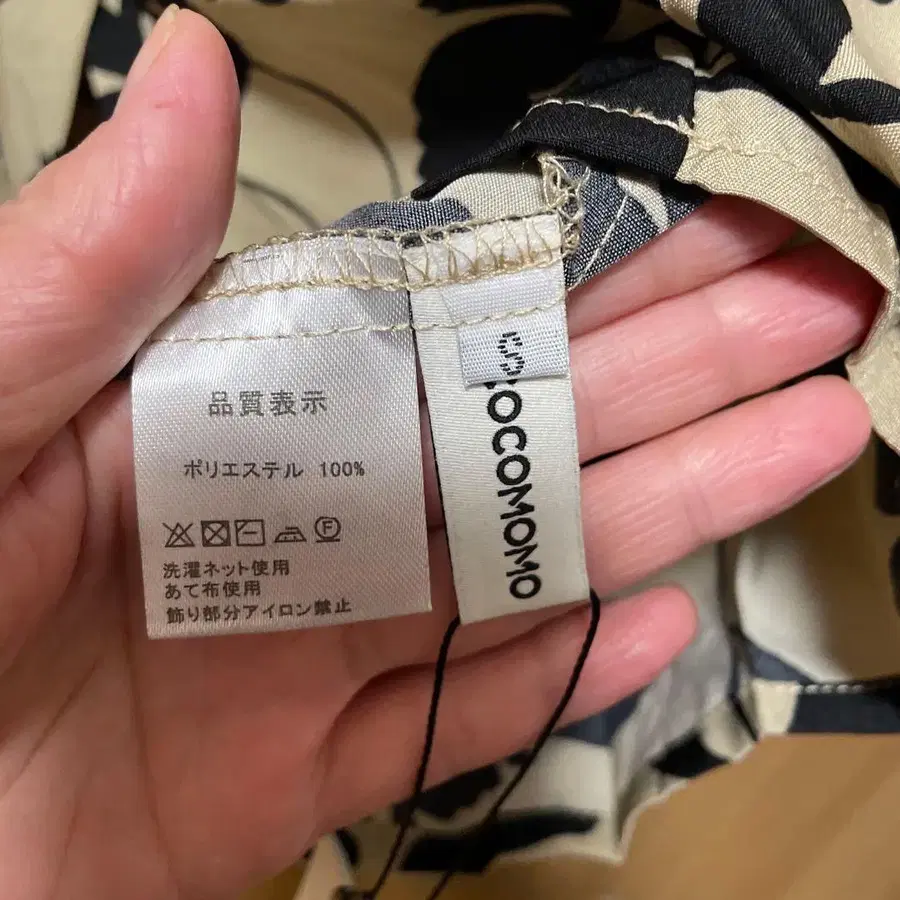 品質表示
ポリエステル 100%
F
洗濯ネット使用
あて布使用
飾り部分アイロン禁止
COCOMOMO